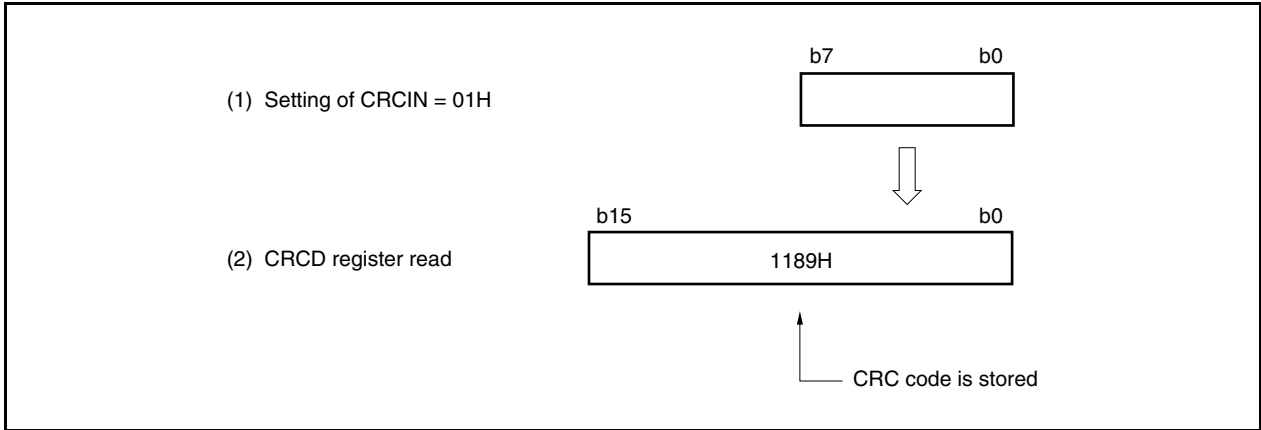 b7 b0
(1) Setting of CRCIN = 01H
b15 b0
(2) CRCD register read
1189H
CRC code is stored